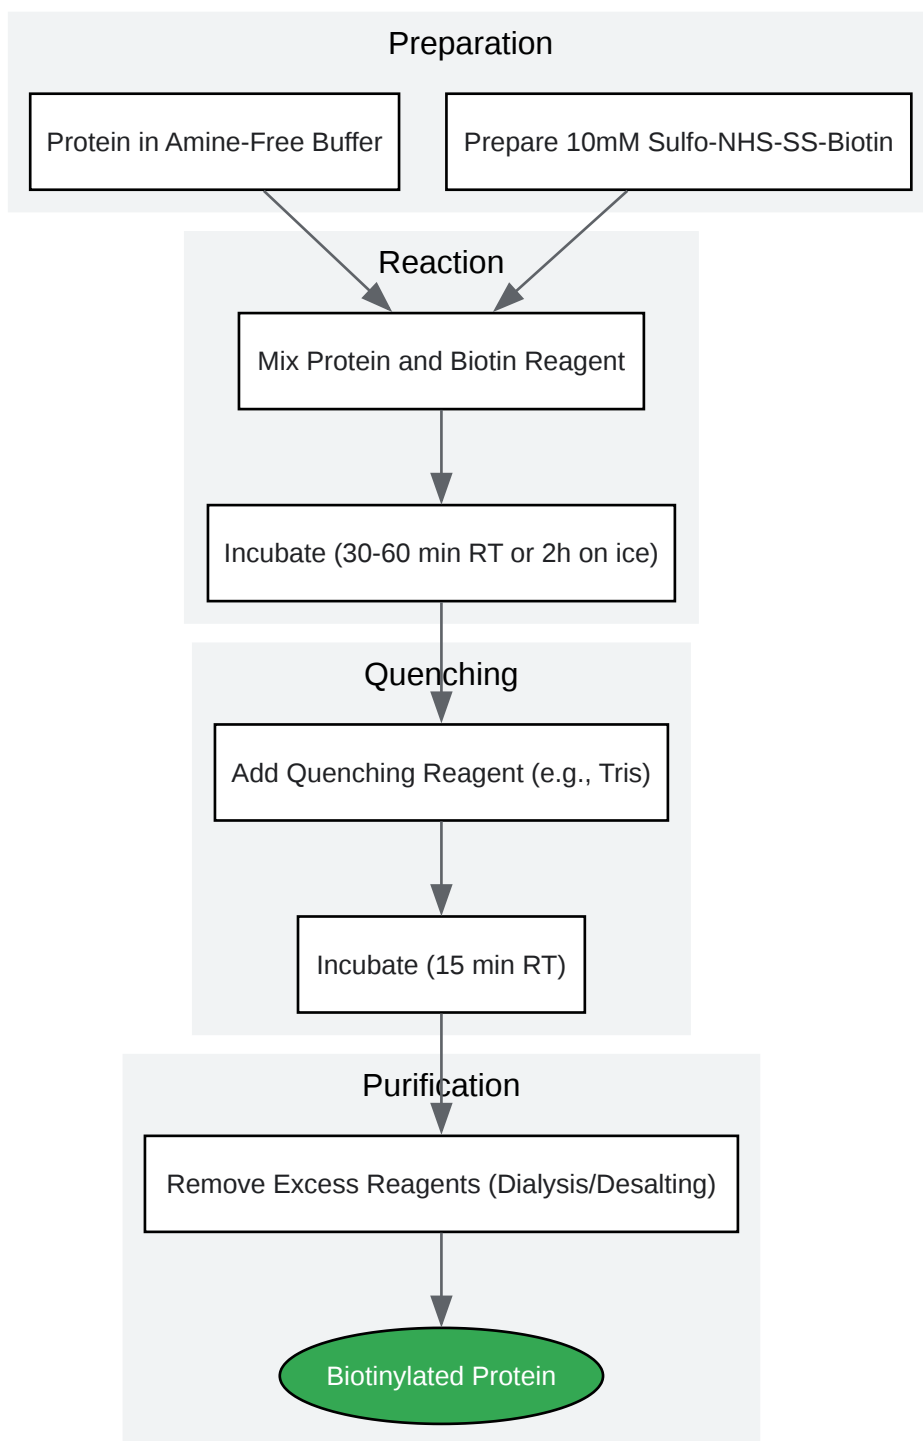 Preparation
Protein in Amine-Free Buffer
Prepare 10mM Sulfo-NHS-SS-Biotin
Reaction
Mix Protein and Biotin Reagent
Incubate (30-60 min RT or 2h on ice)
Quenching
Add Quenching Reagent (e.g., Tris)
Incubate (15 min RT)
Purification
Remove Excess Reagents (Dialysis/Desalting)
Biotinylated Protein